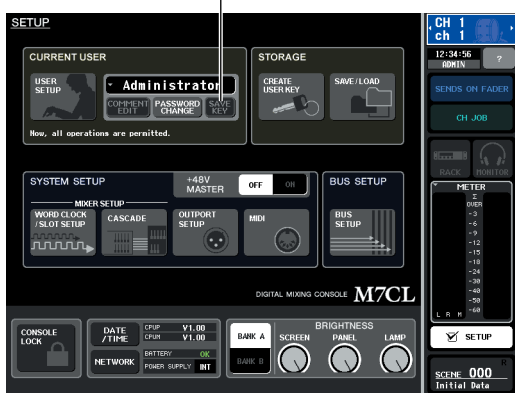 SETUP
CURRENT USER
USER SETUP
Administrator
COMMENT EDIT
PASSWORD CHANGE
SAVE KEY
Now, all operations are permitted.
STORAGE
CREATE USER KEY
SAVE/LOAD
SYSTEM SETUP
+48V MASTER
OFF
ON
MIXER SETUP
WORD CLOCK /SLOT SETUP
CASCADE
OUTPORT SETUP
MIDI
BUS SETUP
BUS SETUP
DIGITAL MIXING CONSOLE M7CL
CONSOLE LOCK
DATE /TIME
CPUP V1.00
CPUM V1.00
NETWORK
BATTERY OK
POWER SUPPLY INT
BANK A
BANK B
BRIGHTNESS
SCREEN
PANEL
LAMP
CH 1
ch 1
12:34:56
ADMIN
?
SENDS ON FADER
CH JOB
RACK
MONITOR
METER
Σ
OVER
-3
-6
-9
-12
-15
-18
-24
-30
-40
-50
-60
L R M
SETUP
SCENE 000
R
Initial Data